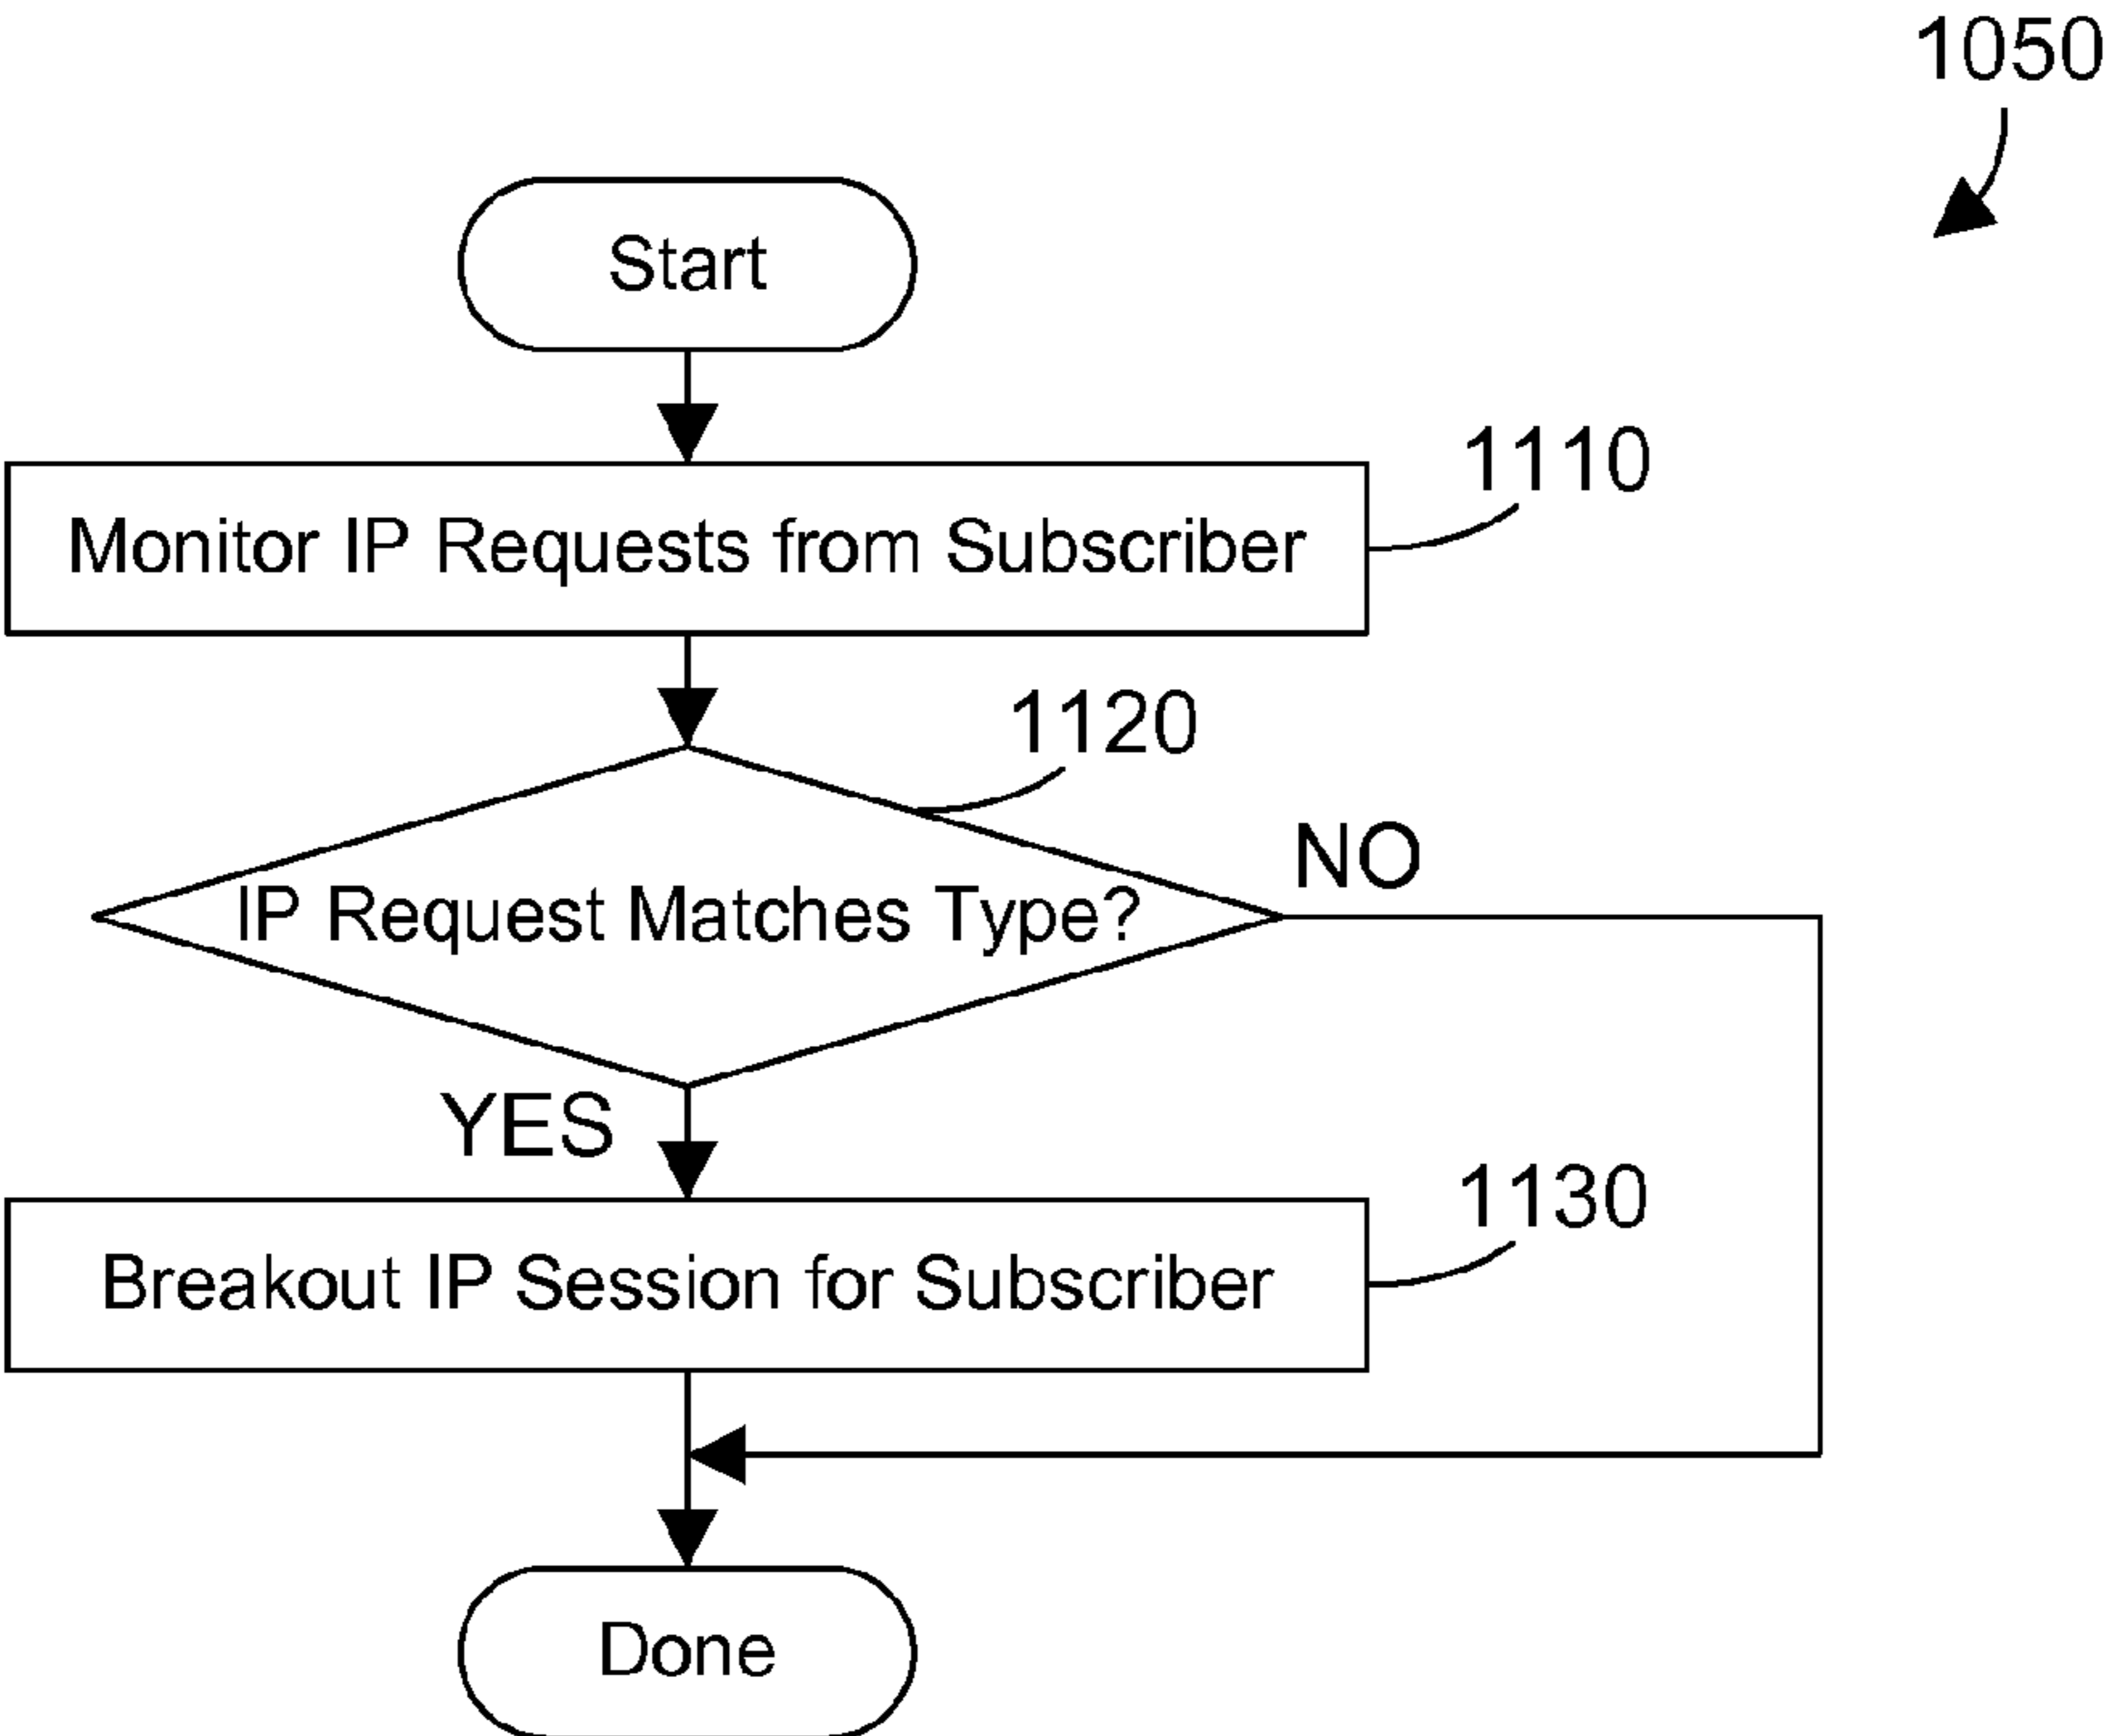 1050
Start
1110
Monitor IP Requests from Subscriber
1120
NO
IP Request Matches Type?
YES
1130
Breakout IP Session for Subscriber
Done